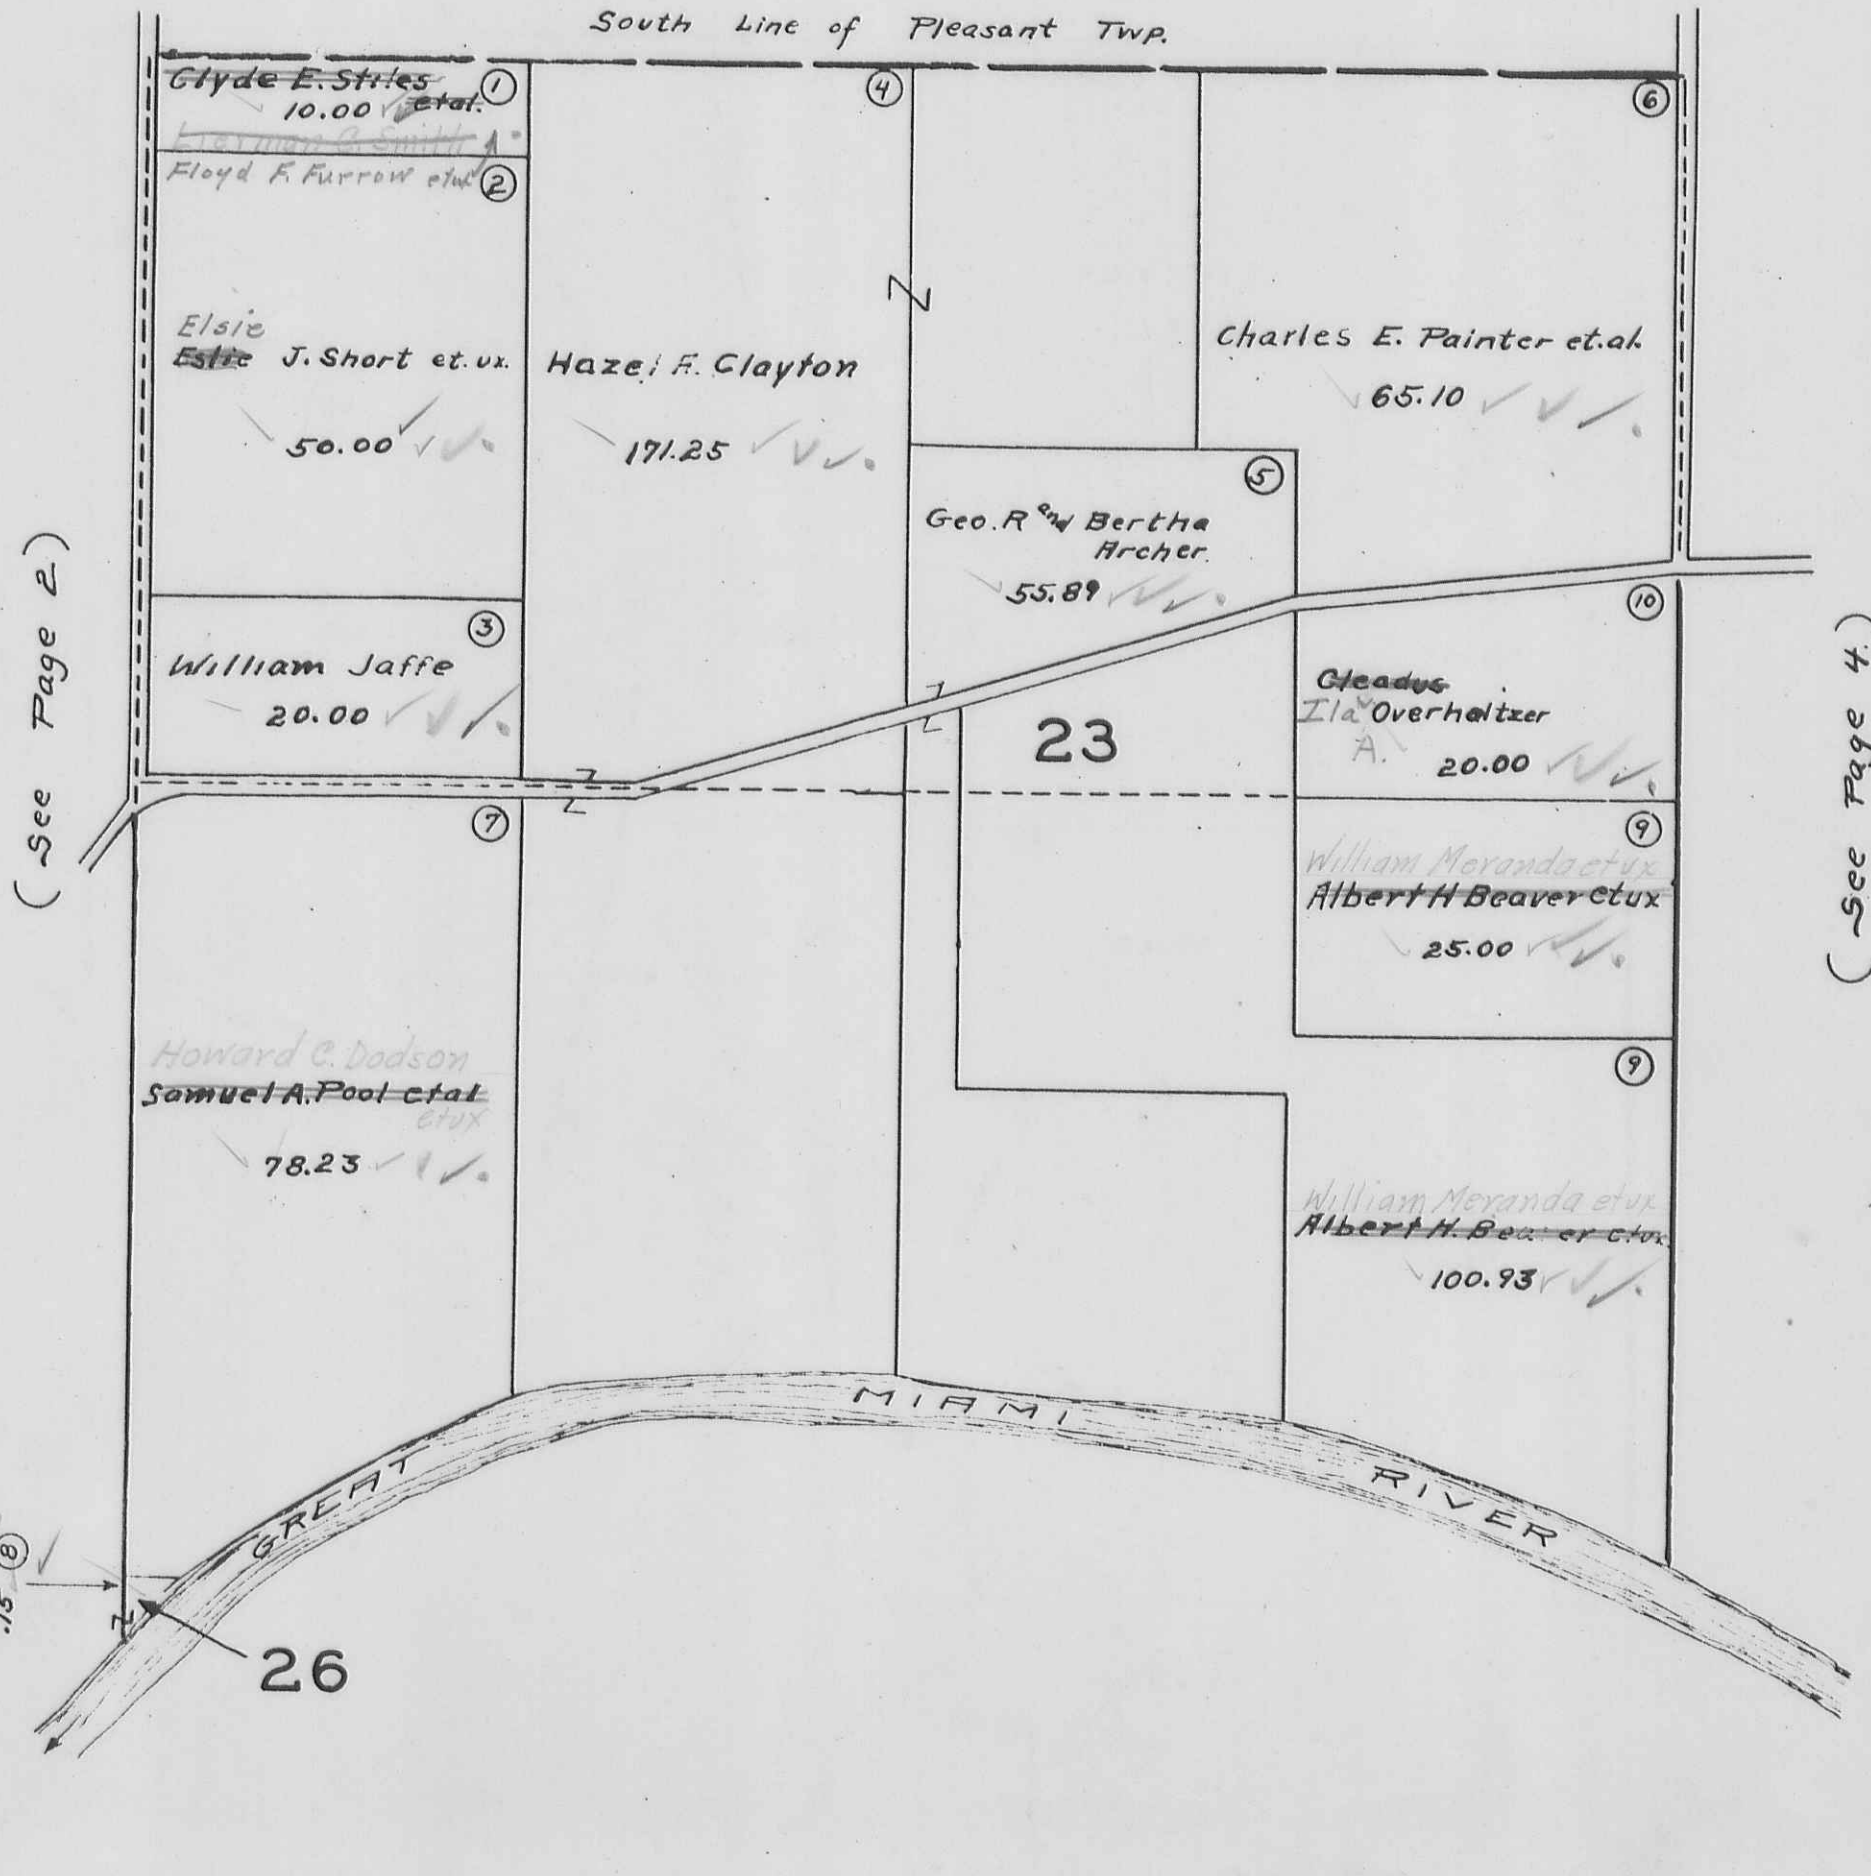 South Line of Pleasant Twp.
Clyde E. Stiles
10.00 etal.
①
Herman C. Smith
Floyd F. Furrow etux
②
Elsie
Eslie J. Short et. ux.
50.00
Hazel F. Clayton
171.25
④
Charles E. Painter et.al.
65.10
⑥
⑤
Geo. R and Bertha
Archer.
55.89
③
William Jaffe
20.00
⑩
Cleadus
Ila Overholtzer
A.
20.00
23
(See Page 2)
(See Page 4.)
⑦
⑨
William Meranda etux
Albert H Beaver etux
25.00
Howard C. Dodson
Samuel A. Pool etal
etux
78.23
⑨
William Meranda etux
Albert H. Beaver etux
100.93
GREAT MIAMI RIVER
.15 ⑧
26